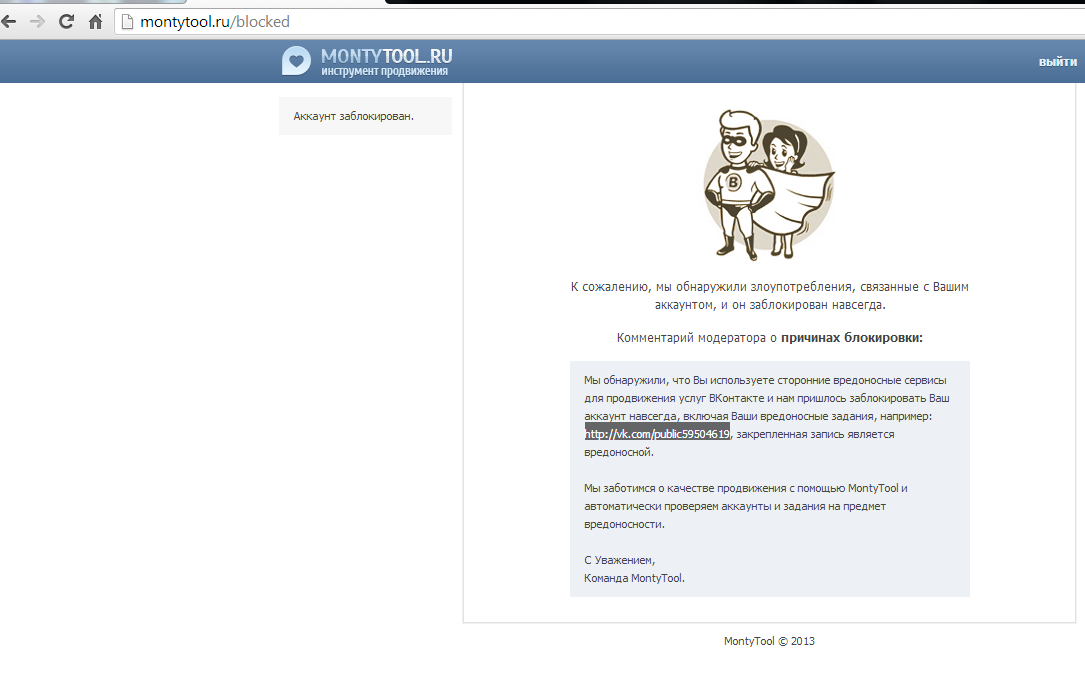 montytool.ru/blocked
MONTYTOOL.RU
инструмент продвижения
выйти
Аккаунт заблокирован.
B
К сожалению, мы обнаружили злоупотребления, связанные с Вашим
аккаунтом, и он заблокирован навсегда.
Комментарий модератора о причинах блокировки:
Мы обнаружили, что Вы используете сторонние вредоносные сервисы
для продвижения услуг ВКонтакте и нам пришлось заблокировать Ваш
аккаунт навсегда, включая Ваши вредоносные задания, например:
http://vk.com/public59504619, закрепленная запись является
вредоносной.
Мы заботимся о качестве продвижения с помощью MontyTool и
автоматически проверяем аккаунты и задания на предмет
вредоносности.
С Уважением,
Команда MontyTool.
MontyTool © 2013